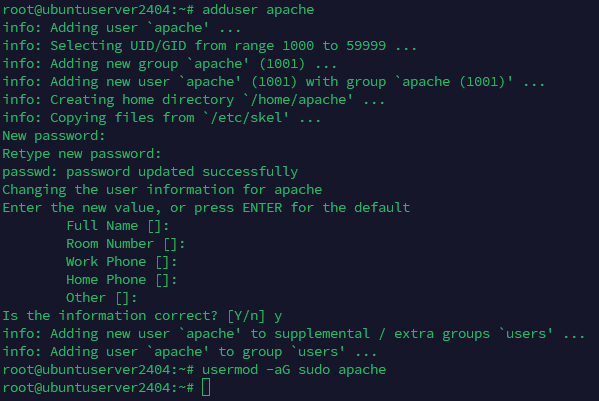 root@ubuntuserver2404:~# adduser apache
info: Adding user `apache' ...
info: Selecting UID/GID from range 1000 to 59999 ...
info: Adding new group `apache' (1001) ...
info: Adding new user `apache' (1001) with group `apache (1001)' ...
info: Creating home directory `/home/apache' ...
info: Copying files from `/etc/skel' ...
New password:
Retype new password:
passwd: password updated successfully
Changing the user information for apache
Enter the new value, or press ENTER for the default
        Full Name []:
        Room Number []:
        Work Phone []:
        Home Phone []:
        Other []:
Is the information correct? [Y/n] y
info: Adding new user `apache' to supplemental / extra groups `users' ...
info: Adding user `apache' to group `users' ...
root@ubuntuserver2404:~# usermod -aG sudo apache
root@ubuntuserver2404:~#